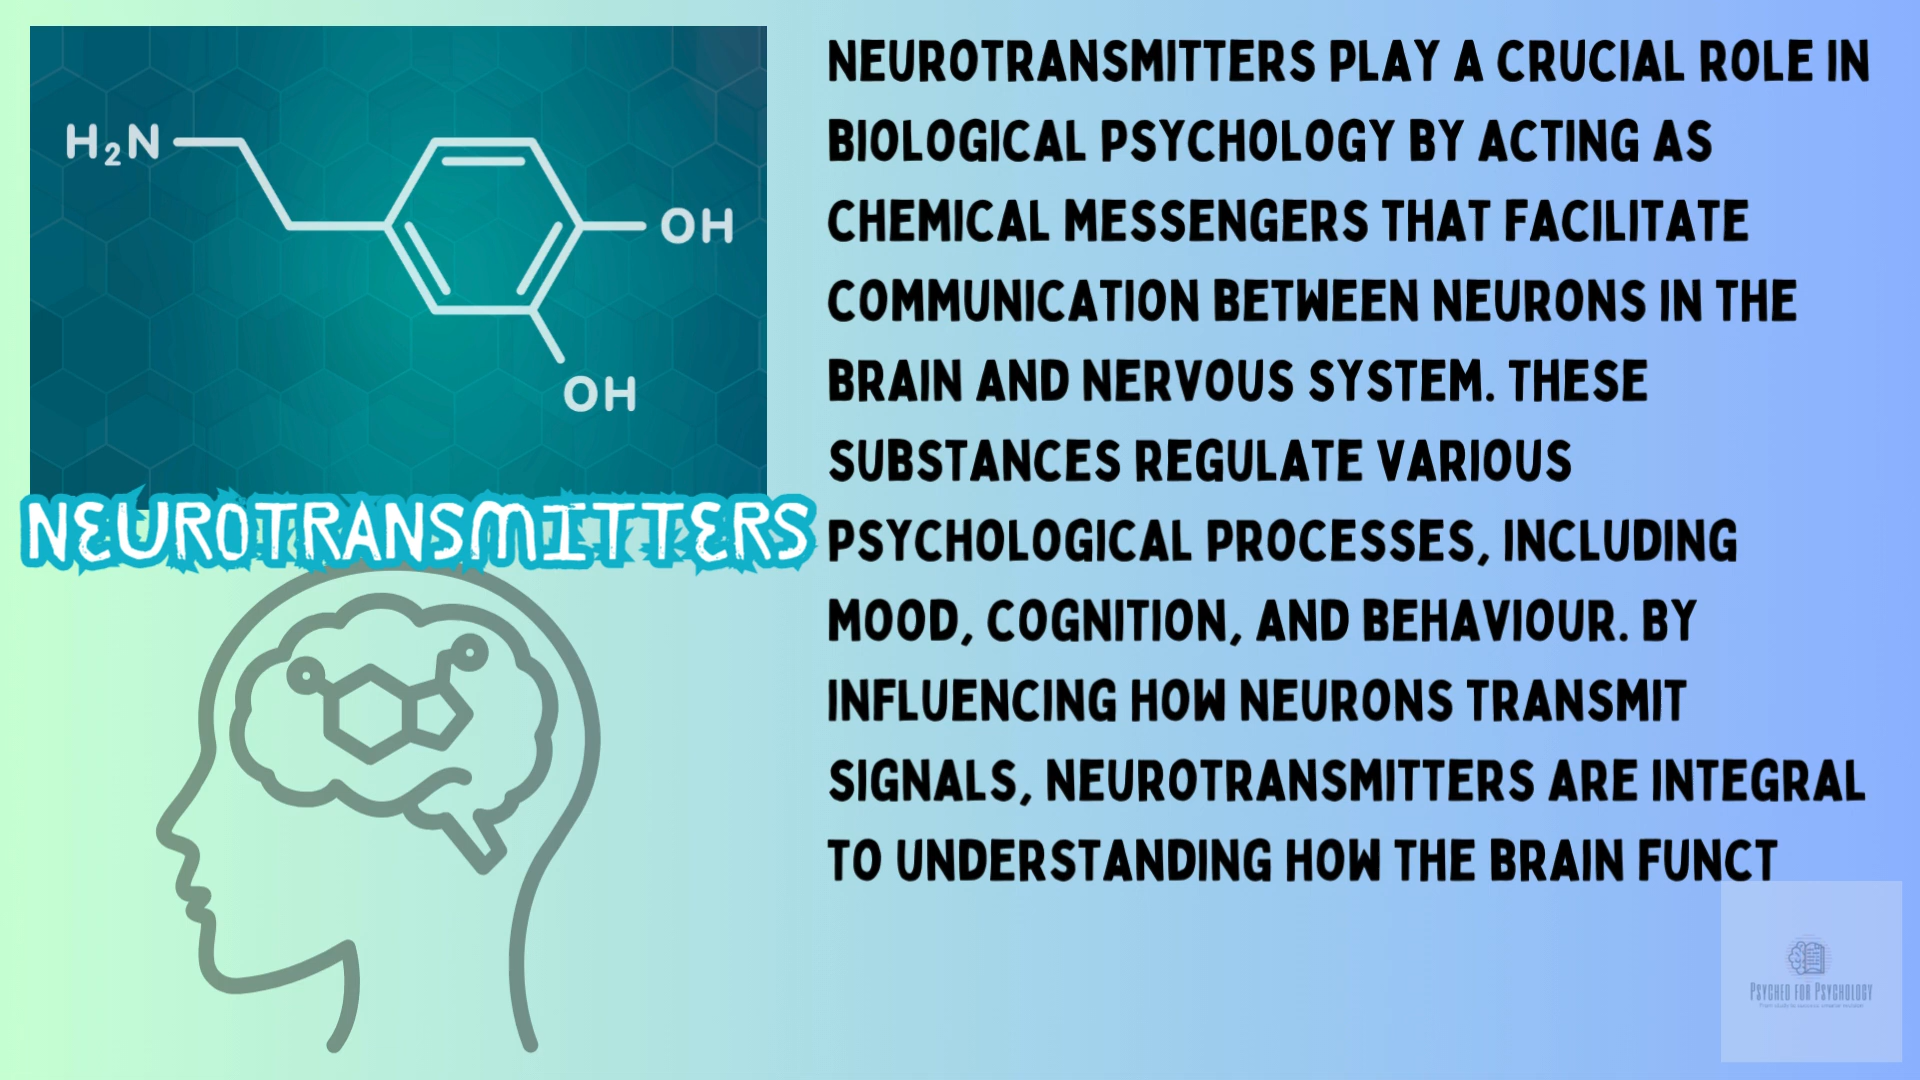 H₂N
OH
OH
NEUROTRANSMITTERS
NEUROTRANSMITTERS PLAY A CRUCIAL ROLE IN
BIOLOGICAL PSYCHOLOGY BY ACTING AS
CHEMICAL MESSENGERS THAT FACILITATE
COMMUNICATION BETWEEN NEURONS IN THE
BRAIN AND NERVOUS SYSTEM. THESE
SUBSTANCES REGULATE VARIOUS
PSYCHOLOGICAL PROCESSES, INCLUDING
MOOD, COGNITION, AND BEHAVIOUR. BY
INFLUENCING HOW NEURONS TRANSMIT
SIGNALS, NEUROTRANSMITTERS ARE INTEGRAL
TO UNDERSTANDING HOW THE BRAIN FUNCT
PSYCHED FOR PSYCHOLOGY